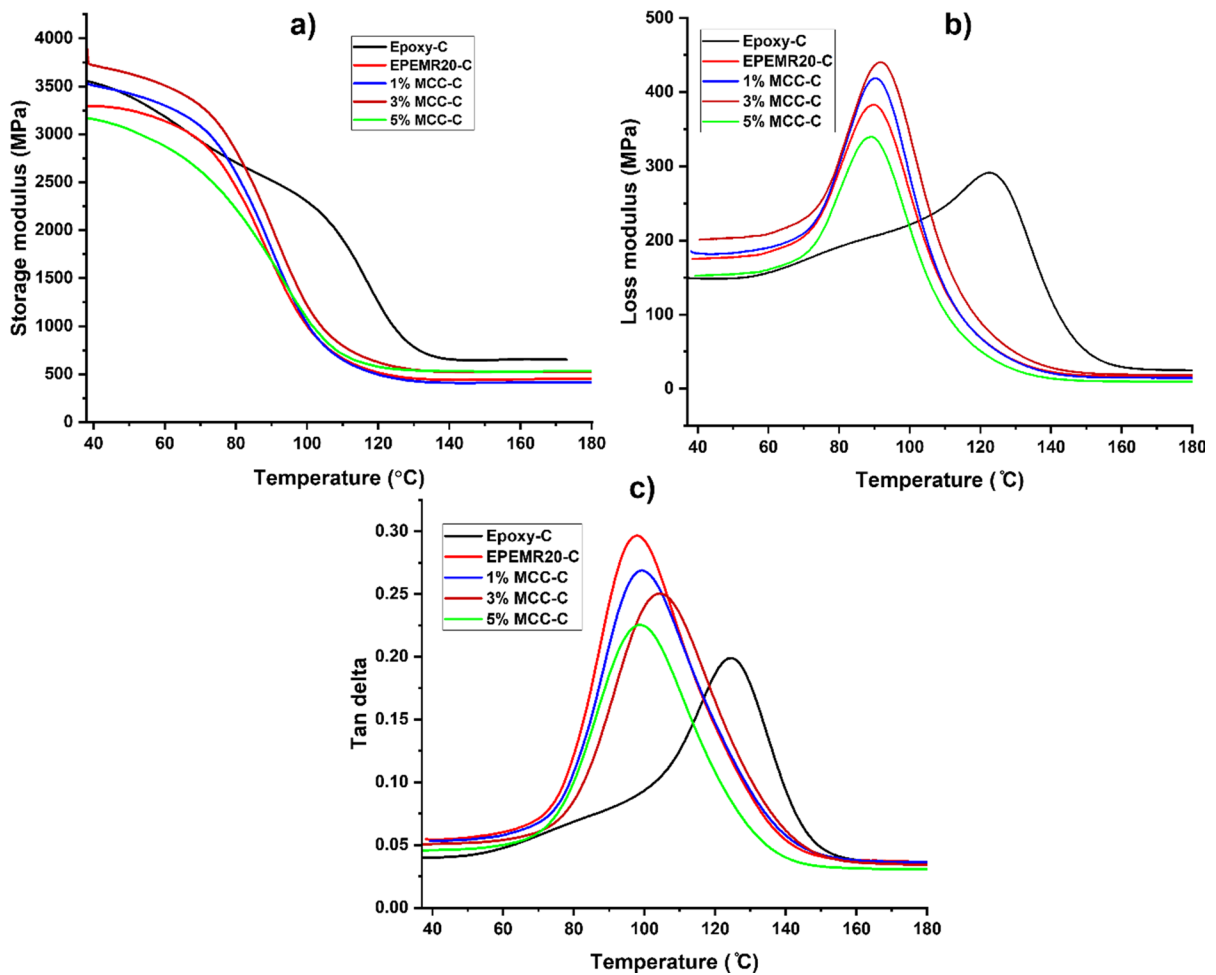 a)
Storage modulus (MPa)
4000
3500
3000
2500
2000
1500
1000
500
0
Epoxy-C
EPEMR20-C
1% MCC-C
3% MCC-C
5% MCC-C
40 60 80 100 120 140 160 180
Temperature (°C)
b)
Loss modulus (MPa)
500
400
300
200
100
0
Epoxy-C
EPEMR20-C
1% MCC-C
3% MCC-C
5% MCC-C
40 60 80 100 120 140 160 180
Temperature (℃)
c)
Tan delta
0.30
0.25
0.20
0.15
0.10
0.05
0.00
Epoxy-C
EPEMR20-C
1% MCC-C
3% MCC-C
5% MCC-C
40 60 80 100 120 140 160 180
Temperature (℃)